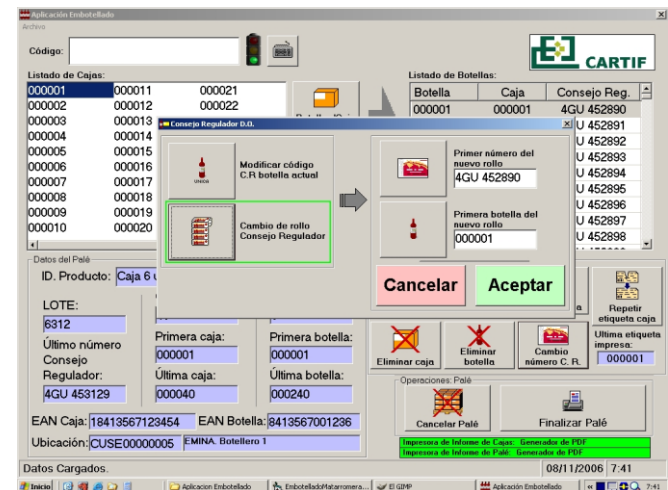 Aplicación Embotellado
Archivo
Código:
CARTIF
Listado de Cajas:
Listado de Botellas:
000001 000011 000021
000002 000012 000022
000003 000013
000004 000014
000005 000015
000006 000016
000007 000017
000008 000018
000009 000019
000010 000020
Botella Caja Consejo Reg.
000001 000001 4GU 452890
U 452891
U 452892
U 452893
U 452894
U 452895
U 452896
U 452897
U 452898
Consejo Regulador D.O.
Modificar código
C.R botella actual
Cambio de rollo
Consejo Regulador
Primer número del
nuevo rollo
4GU 452890
Primera botella del
nuevo rollo
000001
Cancelar Aceptar
Datos del Palé
ID. Producto: Caja 6
LOTE:
6312
Último número
Consejo
Regulador:
4GU 453129
Primera caja:
000001
Última caja:
000040
Primera botella:
000001
Última botella:
000240
EAN Caja: 18413567123454 EAN Botella: 8413567001236
Ubicación: CUSE00000005 EMINA. Botellero 1
Repetir
etiqueta caja
Eliminar caja
Eliminar
botella
Cambio
número C. R.
Ultima etiqueta
impresa:
000001
Operaciones: Palé
Cancelar Palé
Finalizar Palé
Impresora de Informe de Cajas: Generador de PDF
Impresora de Informe de Palé: Generador de PDF
Datos Cargados.
08/11/2006 7:41
Inicio
Aplicacion Embotellado
EmbotelladoMatarromera...
El GIMP
Aplicación Embotellado
7:41